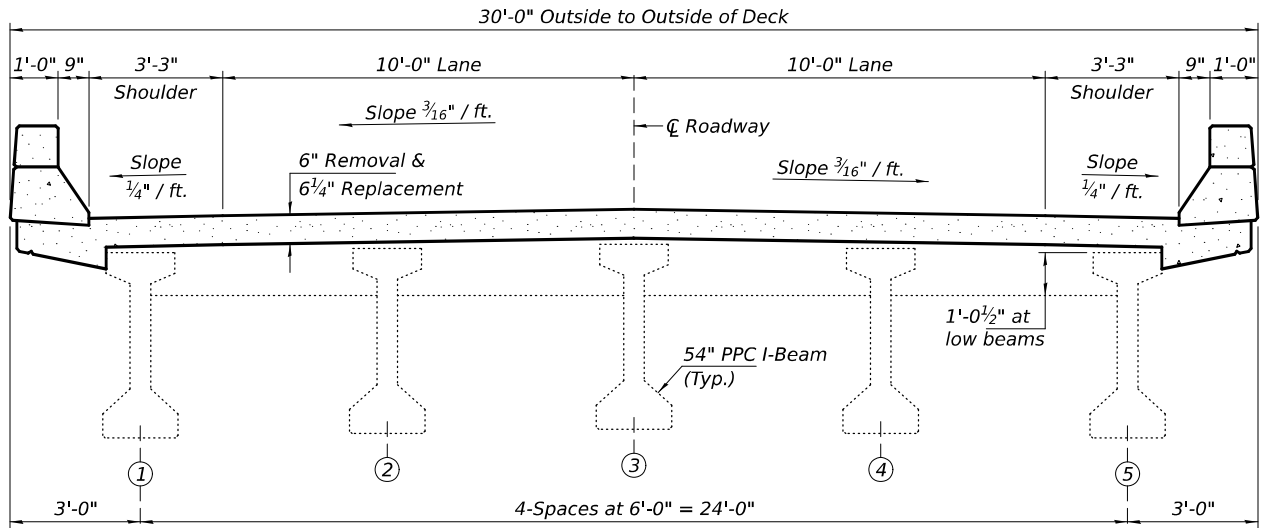 30'-0" Outside to Outside of Deck
1'-0" 9" 3'-3" 10'-0" Lane 10'-0" Lane 3'-3" 9" 1'-0"
Shoulder Shoulder
Slope 3/16" / ft.
℄ Roadway
Slope 6" Removal & Slope 3/16" / ft. Slope
1/4" / ft. 6 1/4" Replacement 1/4" / ft.
1'-0 1/2" at
low beams
54" PPC I-Beam
(Typ.)
1 2 3 4 5
3'-0" 4-Spaces at 6'-0" = 24'-0" 3'-0"